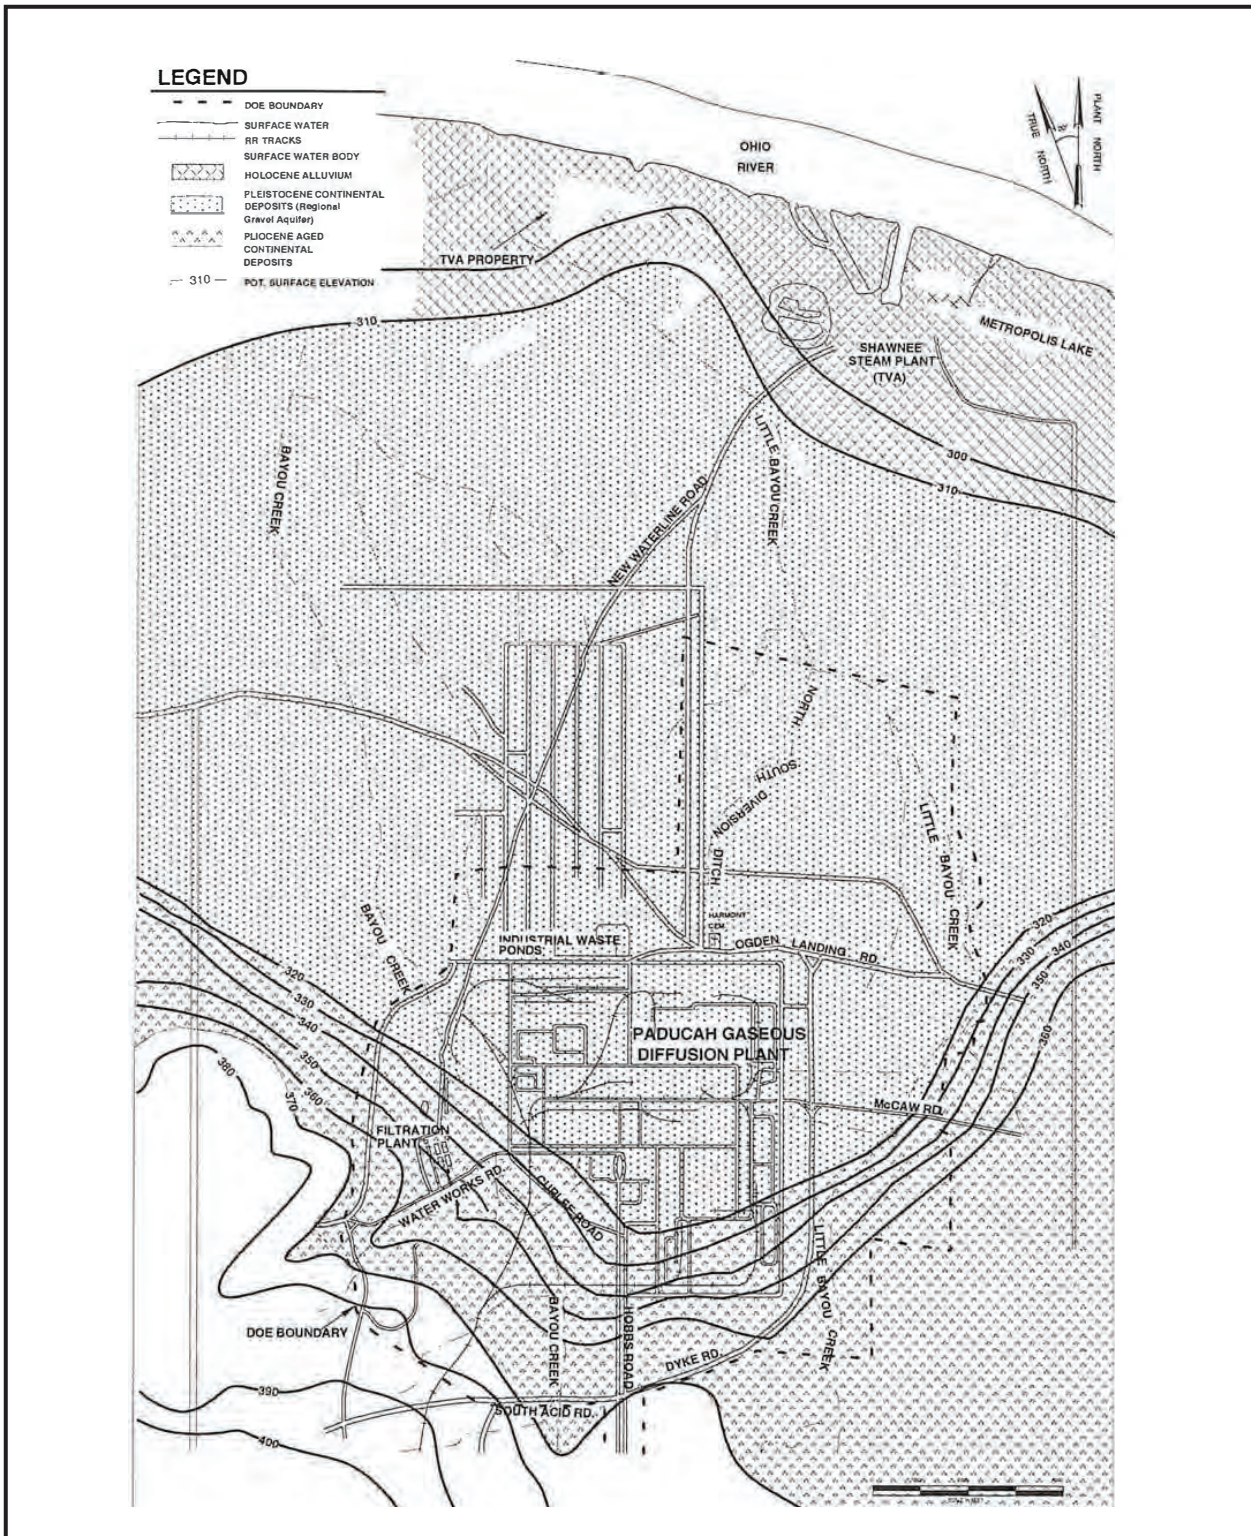 LEGEND
DOE BOUNDARY
SURFACE WATER
RR TRACKS
SURFACE WATER BODY
HOLOCENE ALLUVIUM
PLEISTOCENE CONTINENTAL
DEPOSITS (Regional
Gravel Aquifer)
PLIOCENE AGED
CONTINENTAL
DEPOSITS
310
POT. SURFACE ELEVATION
TRUE NORTH
PLANT NORTH
OHIO
RIVER
TVA PROPERTY
310
METROPOLIS LAKE
SHAWNEE
STEAM PLANT
(TVA)
300
310
BAYOU CREEK
LITTLE BAYOU CREEK
NEW WATERLINE ROAD
NORTH
SOUTH
DIVERSION
DITCH
LITTLE BAYOU CREEK
BAYOU CREEK
HARMONY
CEM.
INDUSTRIAL WASTE
PONDS
OGDEN LANDING RD.
320
330
340
350
360
320
330
340
350
360
370
380
PADUCAH GASEOUS
DIFFUSION PLANT
McCAW RD.
FILTRATION
PLANT
WATER WORKS RD.
CURLEE ROAD
LITTLE BAYOU CREEK
BAYOU CREEK
HOBBS ROAD
DOE BOUNDARY
DYKE RD.
390
SOUTH ACID RD.
400